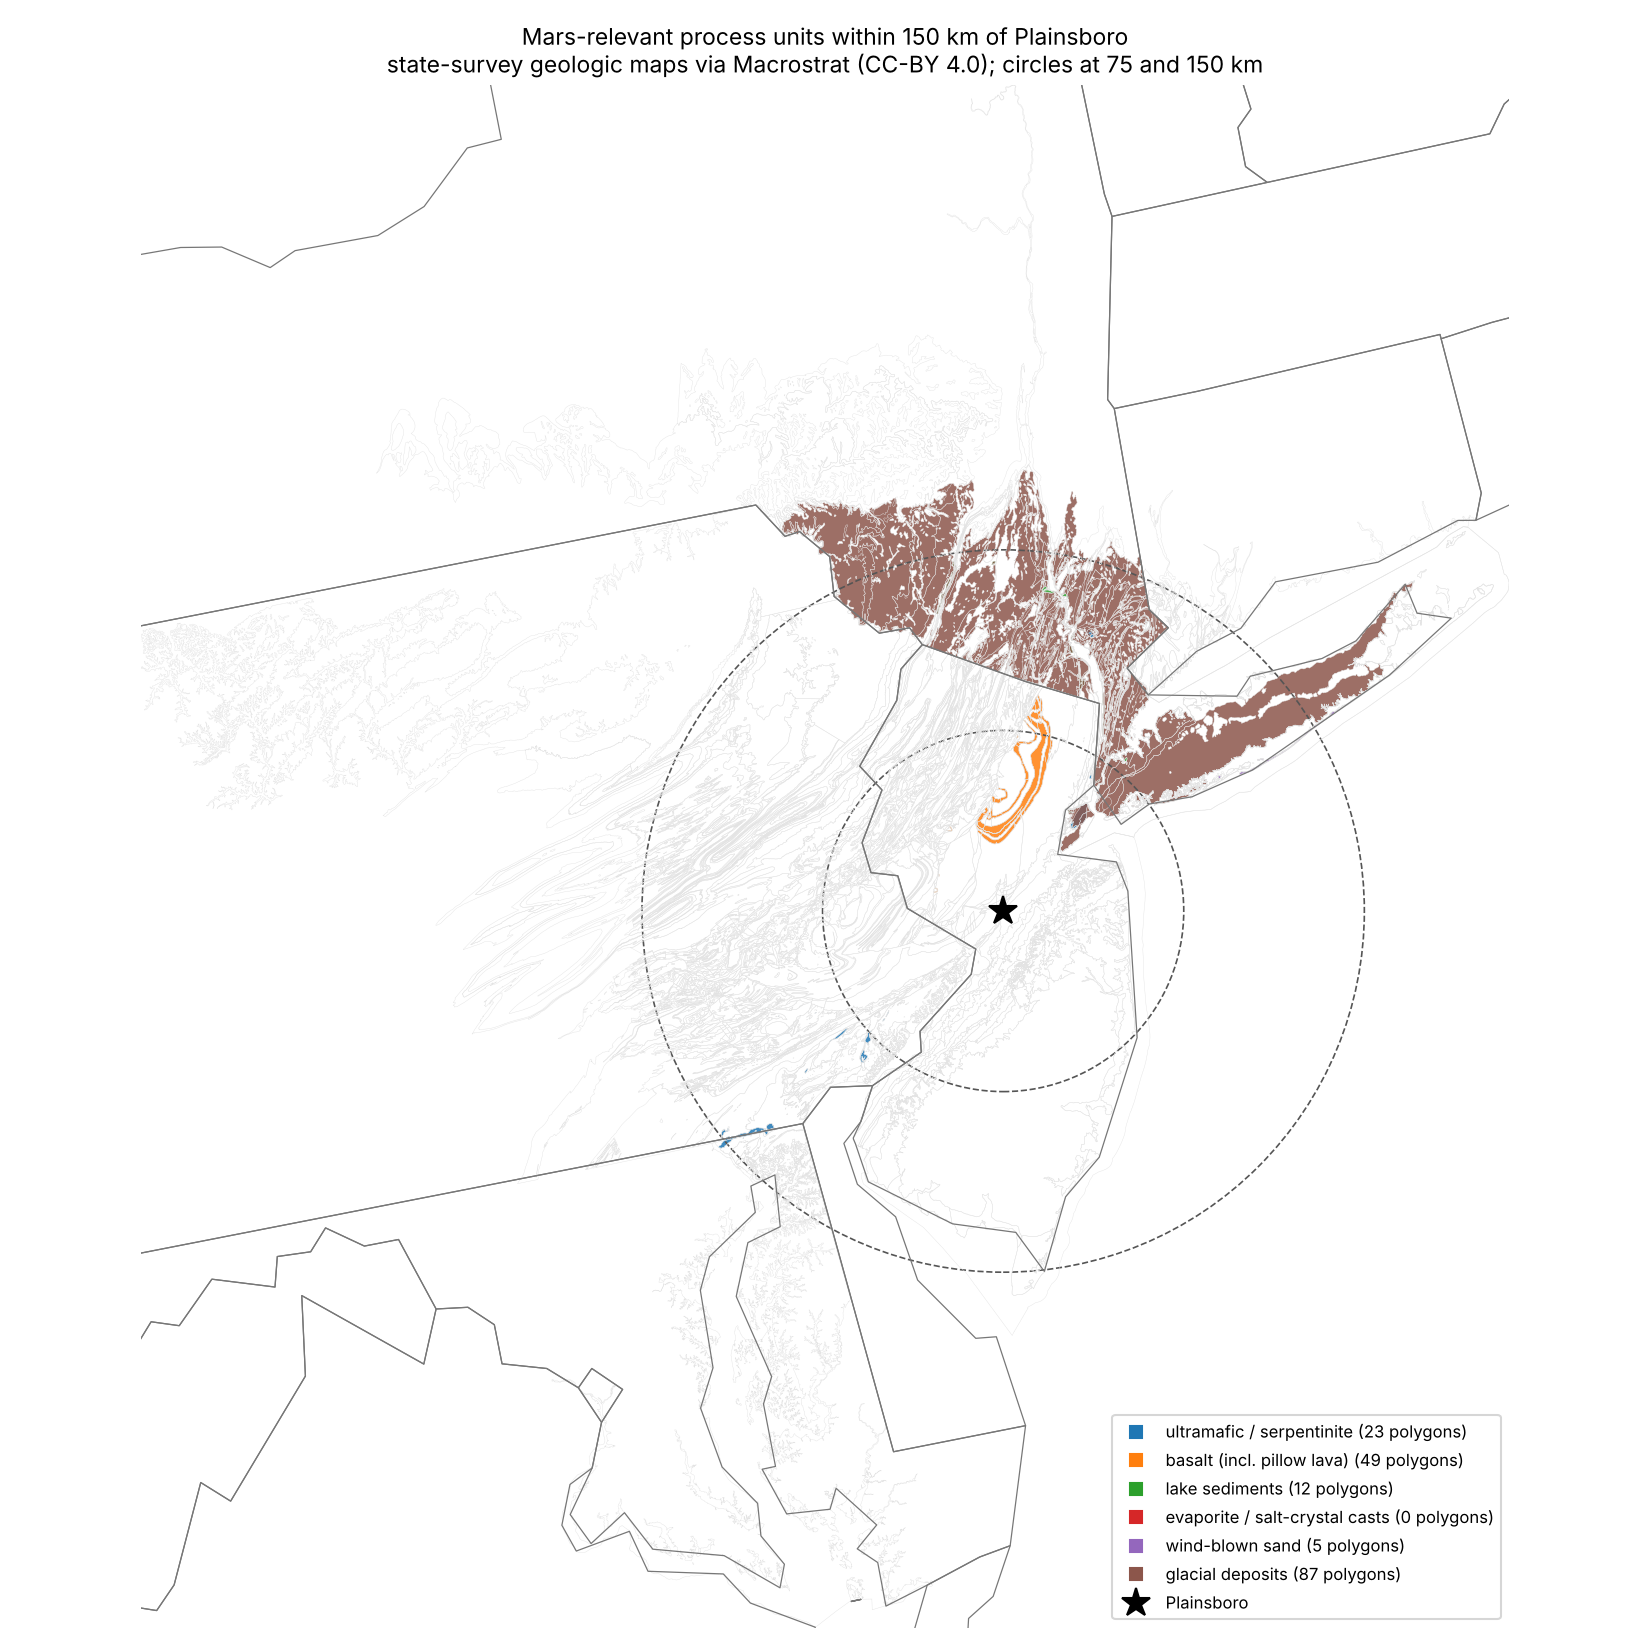 Mars-relevant process units within 150 km of Plainsboro
state-survey geologic maps via Macrostrat (CC-BY 4.0); circles at 75 and 150 km
ultramafic / serpentinite (23 polygons)
basalt (incl. pillow lava) (49 polygons)
lake sediments (12 polygons)
evaporite / salt-crystal casts (0 polygons)
wind-blown sand (5 polygons)
glacial deposits (87 polygons)
Plainsboro